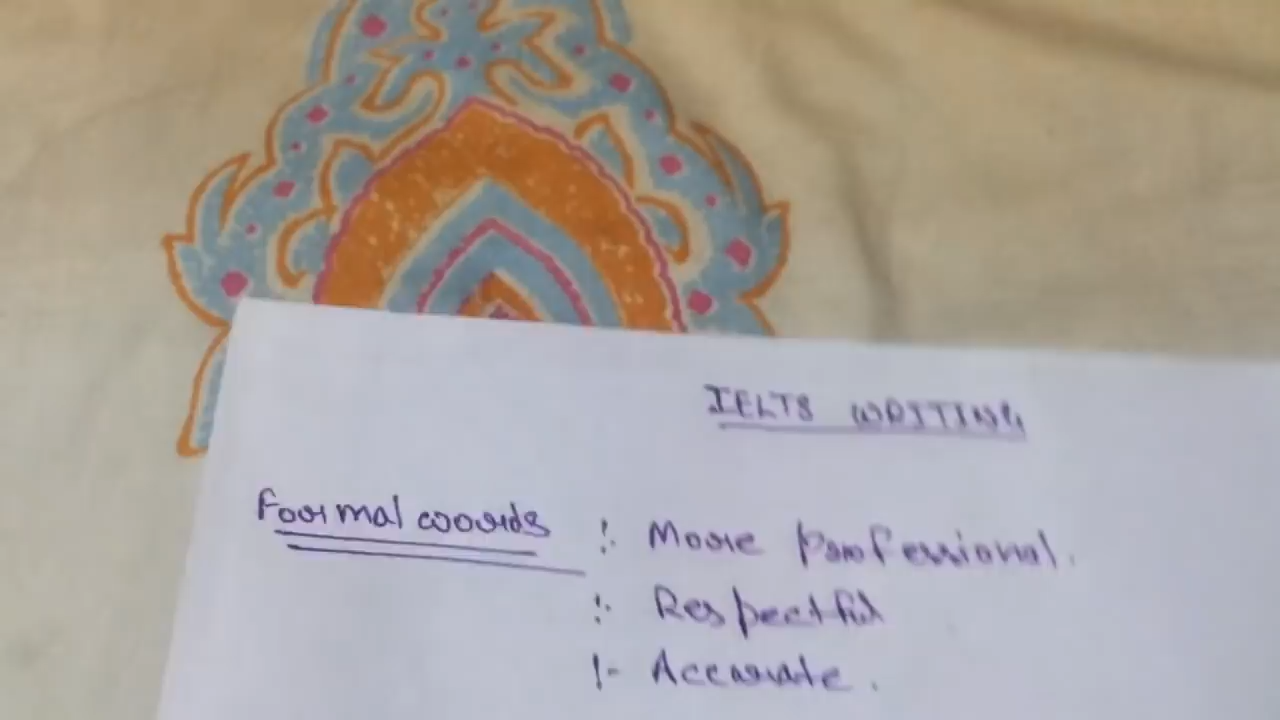 IELTS WRITING
Formal words :- More professional.
:- Respectful
:- Accurate.